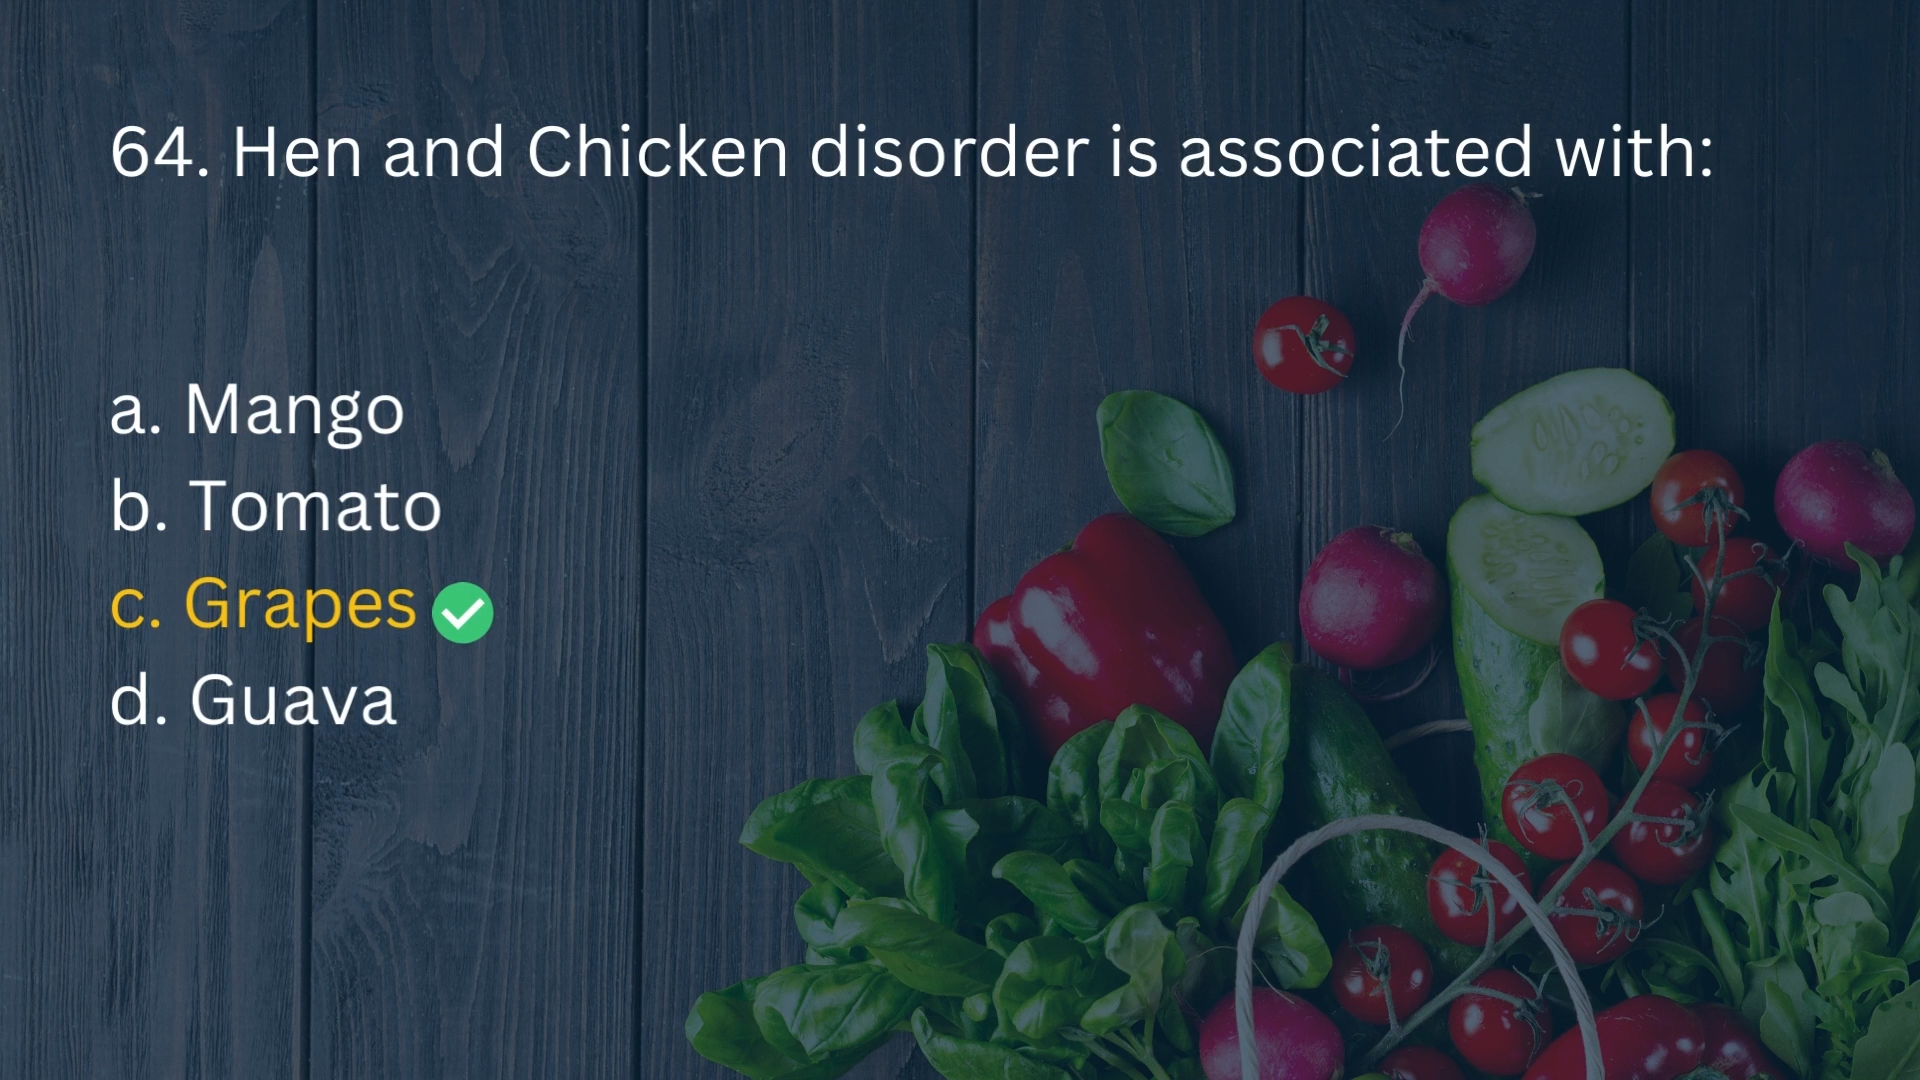 64. Hen and Chicken disorder is associated with:
a. Mango
b. Tomato
c. Grapes
d. Guava